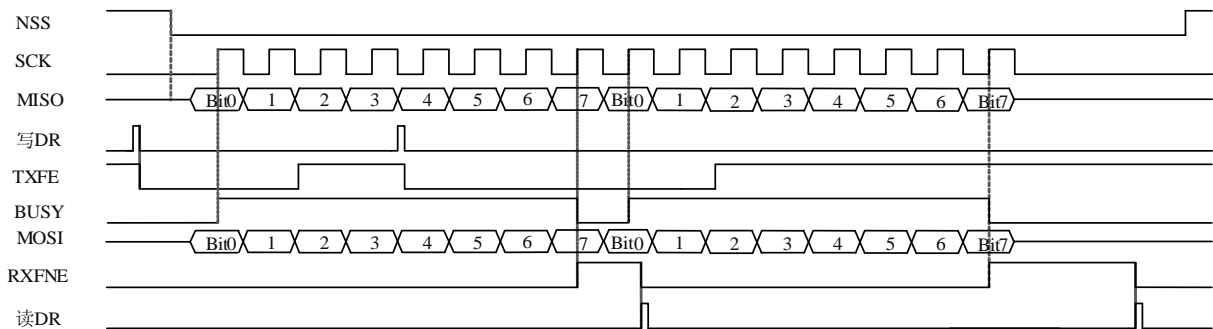 NSS
SCK
MISO Bit0 1 2 3 4 5 6 7 Bit0 1 2 3 4 5 6 Bit7
写DR
TXFE
BUSY
MOSI Bit0 1 2 3 4 5 6 7 Bit0 1 2 3 4 5 6 Bit7
RXFNE
读DR